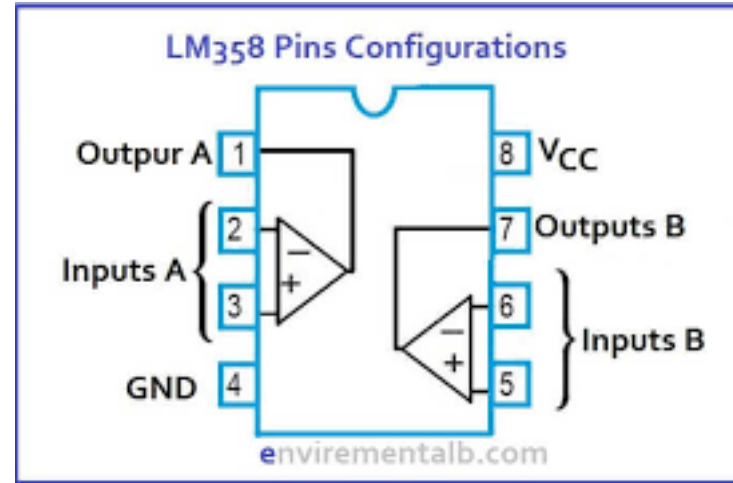 LM358 Pins Configurations
Outpur A 1
8 VCC
2
7 Outputs B
Inputs A
−
+
3
6
−
+
Inputs B
GND 4
5
envirementalb.com